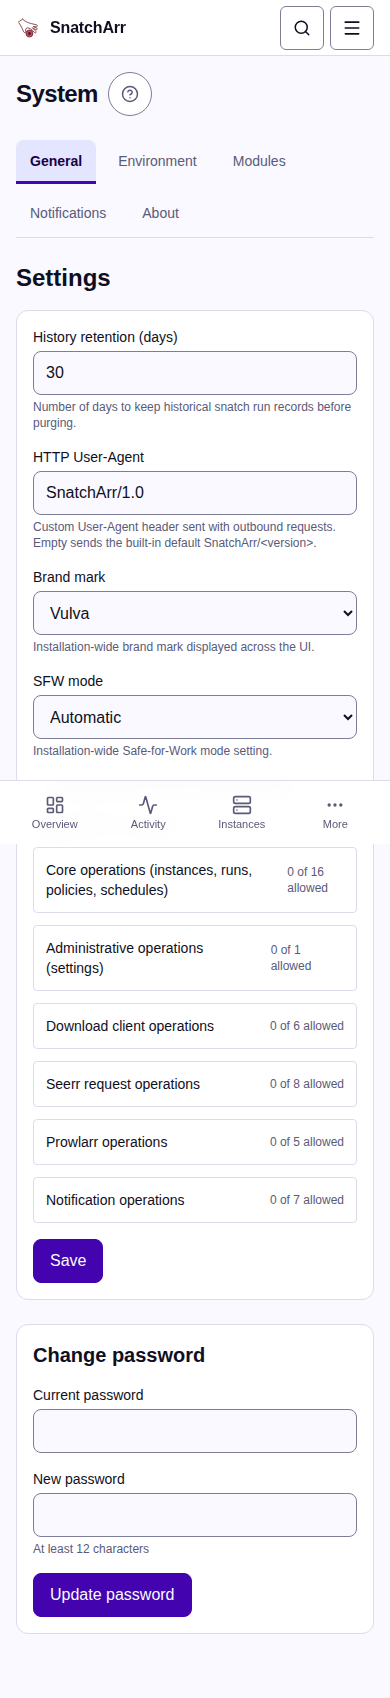 SnatchArr
System
General
Environment
Modules
Notifications
About
Settings
History retention (days)
30
Number of days to keep historical snatch run records before
purging.
HTTP User-Agent
SnatchArr/1.0
Custom User-Agent header sent with outbound requests.
Empty sends the built-in default SnatchArr/<version>.
Brand mark
Vulva
Installation-wide brand mark displayed across the UI.
SFW mode
Automatic
Installation-wide Safe-for-Work mode setting.
Overview
Activity
Instances
More
Core operations (instances, runs,
policies, schedules)
0 of 16
allowed
Administrative operations
(settings)
0 of 1
allowed
Download client operations
0 of 6 allowed
Seerr request operations
0 of 8 allowed
Prowlarr operations
0 of 5 allowed
Notification operations
0 of 7 allowed
Save
Change password
Current password
New password
At least 12 characters
Update password